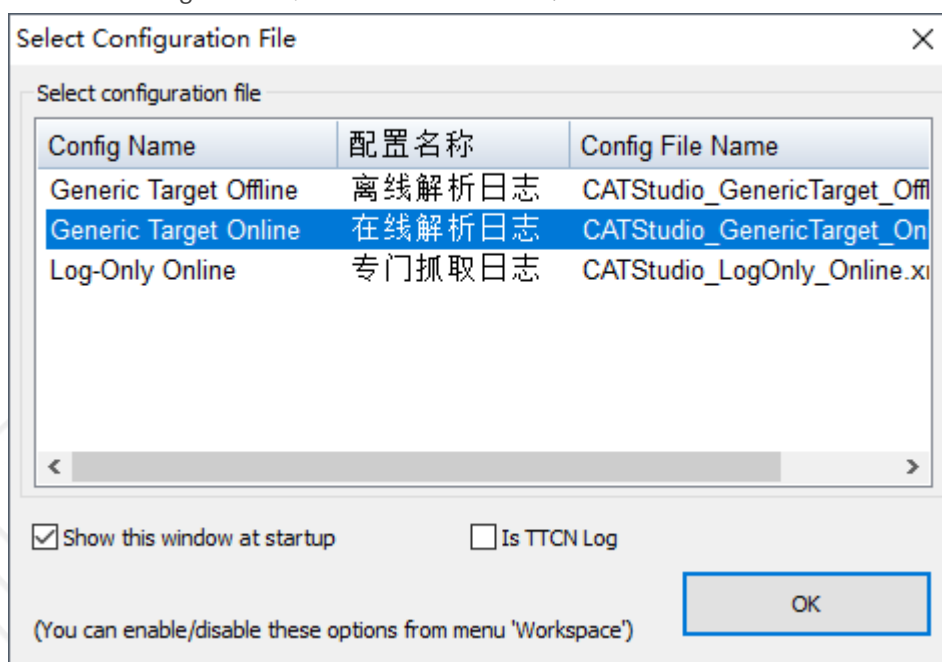 Select Configuration File
Select configuration file
Config Name 配置名称 Config File Name
Generic Target Offline 离线解析日志 CATStudio_GenericTarget_Offl
Generic Target Online 在线解析日志 CATStudio_GenericTarget_On
Log-Only Online 专门抓取日志 CATStudio_LogOnly_Online.x
Show this window at startup Is TTCN Log
OK
(You can enable/disable these options from menu 'Workspace')